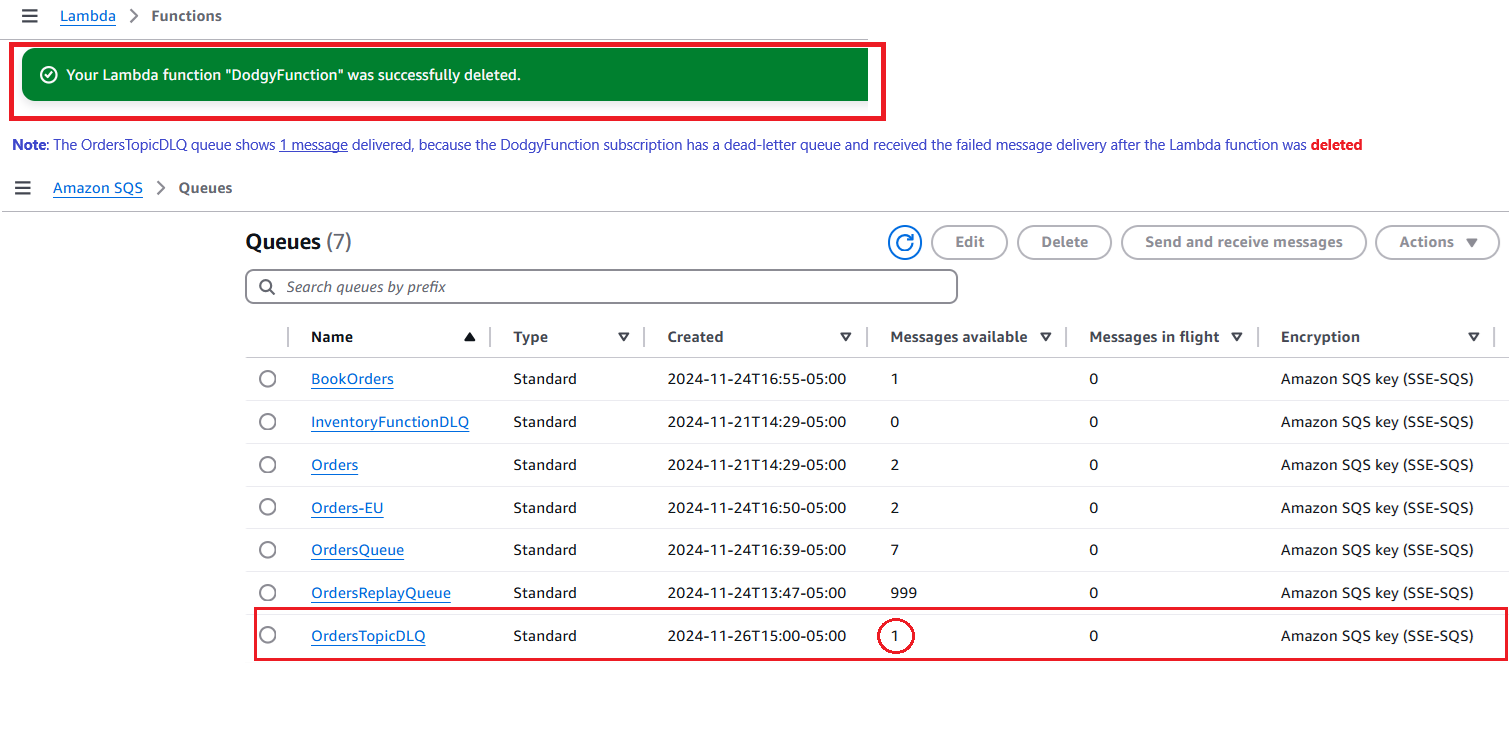 Lambda > Functions
Your Lambda function "DodgyFunction" was successfully deleted.
Note: The OrdersTopicDLQ queue shows 1 message delivered, because the DodgyFunction subscription has a dead-letter queue and received the failed message delivery after the Lambda function was deleted
Amazon SQS > Queues
Queues (7) Edit Delete Send and receive messages Actions
Search queues by prefix
Name Type Created Messages available Messages in flight Encryption
BookOrders Standard 2024-11-24T16:55-05:00 1 0 Amazon SQS key (SSE-SQS)
InventoryFunctionDLQ Standard 2024-11-21T14:29-05:00 0 0 Amazon SQS key (SSE-SQS)
Orders Standard 2024-11-21T14:29-05:00 2 0 Amazon SQS key (SSE-SQS)
Orders-EU Standard 2024-11-24T16:50-05:00 2 0 Amazon SQS key (SSE-SQS)
OrdersQueue Standard 2024-11-24T16:39-05:00 7 0 Amazon SQS key (SSE-SQS)
OrdersReplayQueue Standard 2024-11-24T13:47-05:00 999 0 Amazon SQS key (SSE-SQS)
OrdersTopicDLQ Standard 2024-11-26T15:00-05:00 1 0 Amazon SQS key (SSE-SQS)